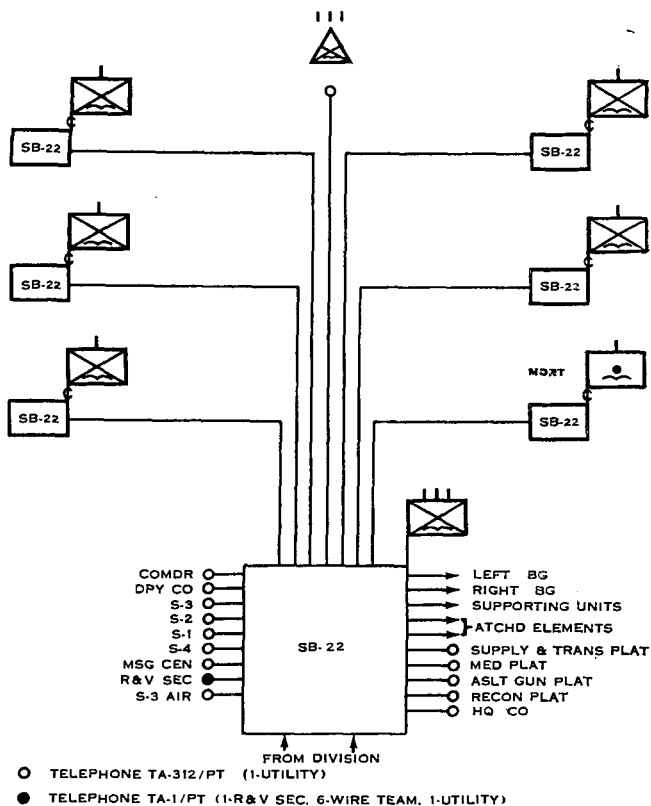 SB-22
SB-22
SB-22
SB-22
SB-22
MORT
SB-22
COMDR
DPY CO
S-3
S-2
S-1
S-4
MSG CEN
R&V SEC
S-3 AIR
SB-22
LEFT BG
RIGHT BG
SUPPORTING UNITS
ATCHD ELEMENTS
SUPPLY & TRANS PLAT
MED PLAT
ASLT GUN PLAT
RECON PLAT
HQ CO
FROM DIVISION
TELEPHONE TA-312/PT (1-UTILITY)
TELEPHONE TA-1/PT (1-R&V SEC, 6-WIRE TEAM, 1-UTILITY)